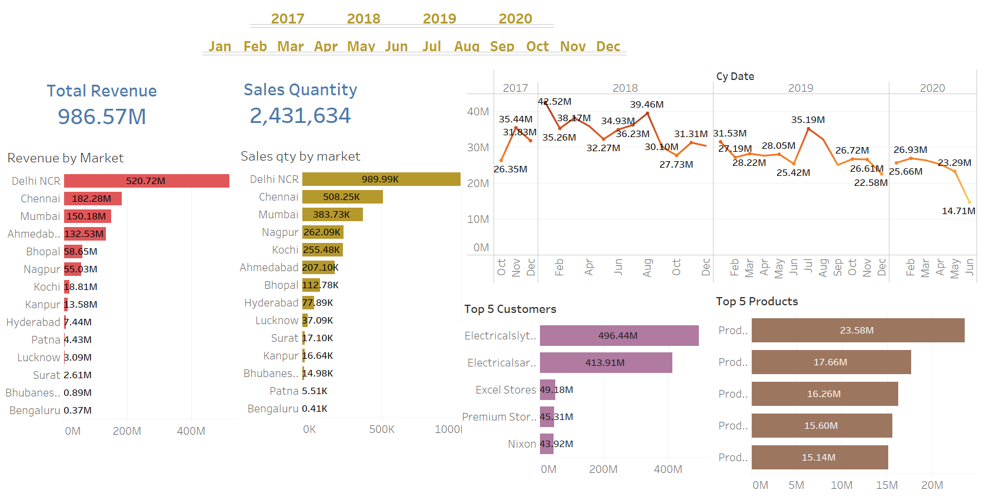 2017 2018 2019 2020
Jan Feb Mar Apr May Jun Jul Aug Sep Oct Nov Dec
Total Revenue
986.57M
Sales Quantity
2,431,634
Revenue by Market
Delhi NCR 520.72M
Chennai 182.28M
Mumbai 150.18M
Ahmedab.. 132.53M
Bhopal 58.65M
Nagpur 55.03M
Kochi 18.81M
Kanpur 13.58M
Hyderabad 7.44M
Patna 4.43M
Lucknow 3.09M
Surat 2.61M
Bhubanes.. 0.89M
Bengaluru 0.37M
0M 200M 400M
Sales qty by market
Delhi NCR 989.99K
Chennai 508.25K
Mumbai 383.73K
Nagpur 262.09K
Kochi 255.48K
Ahmedabad 207.10K
Bhopal 112.78K
Hyderabad 77.89K
Lucknow 37.09K
Surat 17.10K
Kanpur 16.64K
Bhubanes.. 14.98K
Patna 5.51K
Bengaluru 0.41K
0K 500K 1000
Cy Date
2017 2018 2019 2020
40M
30M
20M
10M
0M
35.44M
31.83M
26.35M
42.52M
38.17M
35.26M
34.93M
32.27M
36.23M
39.46M
30.10M
27.73M
31.31M
31.53M
27.19M
28.22M
28.05M
25.42M
35.19M
26.72M
26.61M
22.58M
26.93M
25.66M
23.29M
14.71M
Oct Nov Dec Feb Apr Jun Aug Oct Dec Feb Mar Apr May Jun Jul Aug Sep Oct Nov Dec Feb Mar Apr May Jun
Top 5 Customers
Electricalslyt.. 496.44M
Electricalsar.. 413.91M
Excel Stores 49.18M
Premium Stor.. 45.31M
Nixon 43.92M
0M 200M 400M
Top 5 Products
Prod.. 23.58M
Prod.. 17.66M
Prod.. 16.26M
Prod.. 15.60M
Prod.. 15.14M
0M 5M 10M 15M 20M